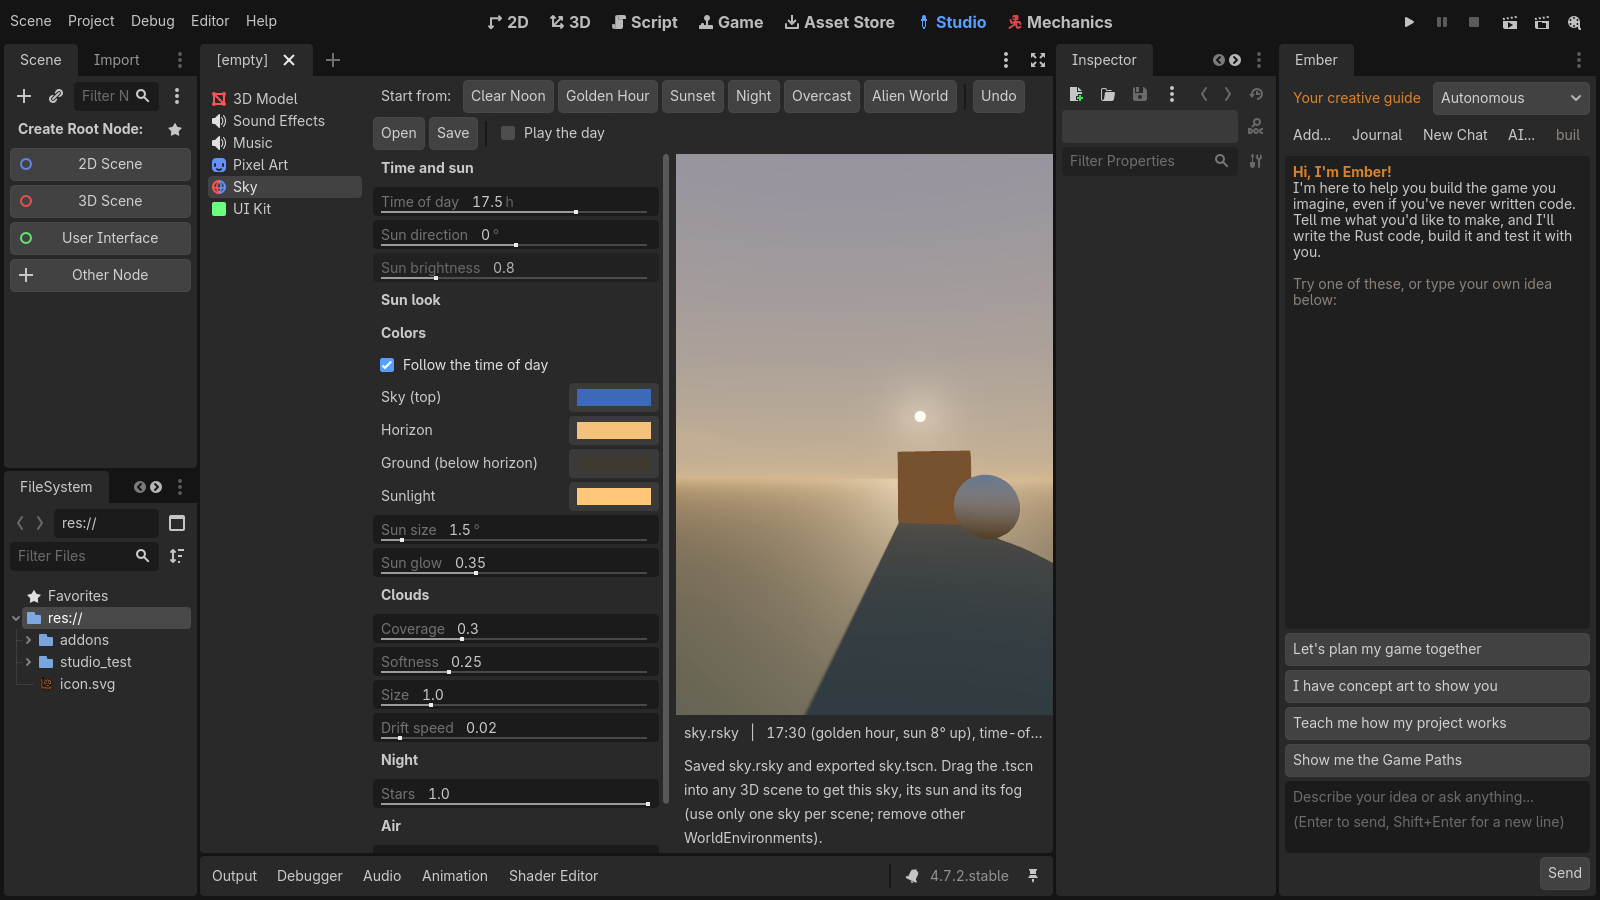 Scene Project Debug Editor Help
2D 3D Script Game Asset Store Studio Mechanics
Scene Import
[empty]
Inspector
Ember
Filter N
Create Root Node:
2D Scene
3D Scene
User Interface
Other Node
FileSystem
res://
Filter Files
Favorites
res://
addons
studio_test
icon.svg
3D Model
Sound Effects
Music
Pixel Art
Sky
UI Kit
Start from: Clear Noon Golden Hour Sunset Night Overcast Alien World Undo
Open Save Play the day
Time and sun
Time of day 17.5 h
Sun direction 0 °
Sun brightness 0.8
Sun look
Colors
Follow the time of day
Sky (top)
Horizon
Ground (below horizon)
Sunlight
Sun size 1.5 °
Sun glow 0.35
Clouds
Coverage 0.3
Softness 0.25
Size 1.0
Drift speed 0.02
Night
Stars 1.0
Air
sky.rsky | 17:30 (golden hour, sun 8° up), time-of...
Saved sky.rsky and exported sky.tscn. Drag the .tscn
into any 3D scene to get this sky, its sun and its fog
(use only one sky per scene; remove other
WorldEnvironments).
Output Debugger Audio Animation Shader Editor
4.7.2.stable
DOC
Filter Properties
Your creative guide Autonomous
Add... Journal New Chat AI... buil
Hi, I'm Ember!
I'm here to help you build the game you
imagine, even if you've never written code.
Tell me what you'd like to make, and I'll
write the Rust code, build it and test it with
you.
Try one of these, or type your own idea
below:
Let's plan my game together
I have concept art to show you
Teach me how my project works
Show me the Game Paths
Describe your idea or ask anything...
(Enter to send, Shift+Enter for a new line)
Send